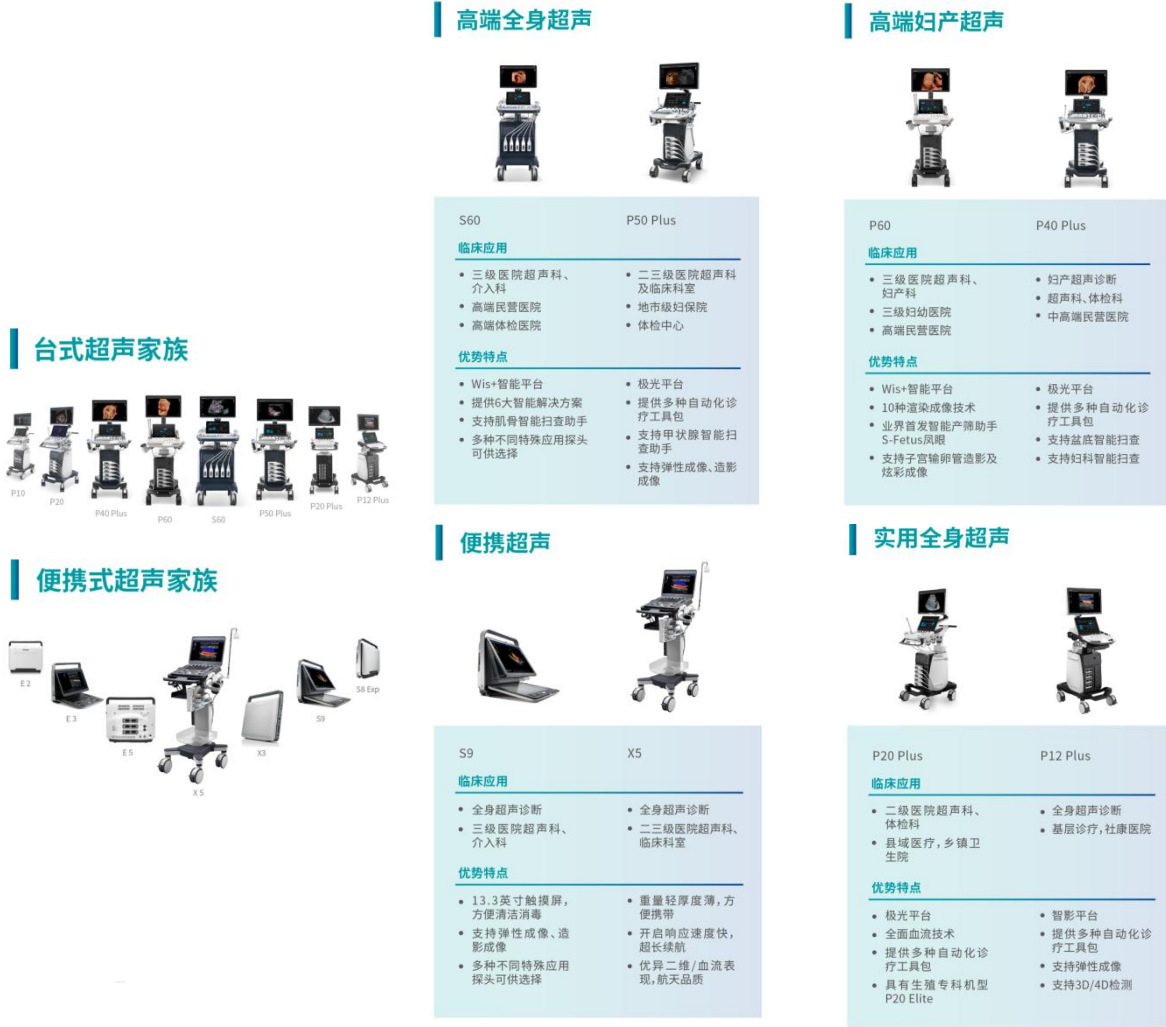 台式超声家族
P10
P20
P40 Plus
P60
S60
P50 Plus
P20 Plus
P12 Plus
便携式超声家族
E 2
E 3
E 5
X 5
X3
S9
S8 Exp
高端全身超声
S60
P50 Plus
临床应用
• 三级医院超声科、
介入科
• 高端民营医院
• 高端体检医院
• 二三级医院超声科
及临床科室
• 地市级妇保院
• 体检中心
优势特点
• Wis+智能平台
• 提供6大智能解决方案
• 支持肌骨智能扫查助手
• 多种不同特殊应用探头
可供选择
• 极光平台
• 提供多种自动化诊
疗工具包
• 支持甲状腺智能扫
查助手
• 支持弹性成像、造影
成像
高端妇产超声
P60
P40 Plus
临床应用
• 三级医院超声科、
妇产科
• 三级妇幼医院
• 高端民营医院
• 妇产超声诊断
• 超声科、体检科
• 中高端民营医院
优势特点
• Wis+智能平台
• 10种渲染成像技术
• 业界首发智能产筛助手
S-Fetus凤眼
• 支持子宫输卵管造影及
炫彩成像
• 极光平台
• 提供多种自动化诊
疗工具包
• 支持盆底智能扫查
• 支持妇科智能扫查
便携超声
S9
X5
临床应用
• 全身超声诊断
• 三级医院超声科、
介入科
• 全身超声诊断
• 二三级医院超声科、
临床科室
优势特点
• 13.3英寸触摸屏,
方便清洁消毒
• 支持弹性成像、造
影成像
• 多种不同特殊应用
探头可供选择
• 重量轻厚度薄,方
便携带
• 开启响应速度快,
超长续航
• 优异二维/血流表
现,航天品质
实用全身超声
P20 Plus
P12 Plus
临床应用
• 二级医院超声科、
体检科
• 县域医疗,乡镇卫
生院
• 全身超声诊断
• 基层诊疗,社康医院
优势特点
• 极光平台
• 全面血流技术
• 提供多种自动化诊
疗工具包
• 具有生殖专科机型
P20 Elite
• 智影平台
• 提供多种自动化诊
疗工具包
• 支持弹性成像
• 支持3D/4D检测